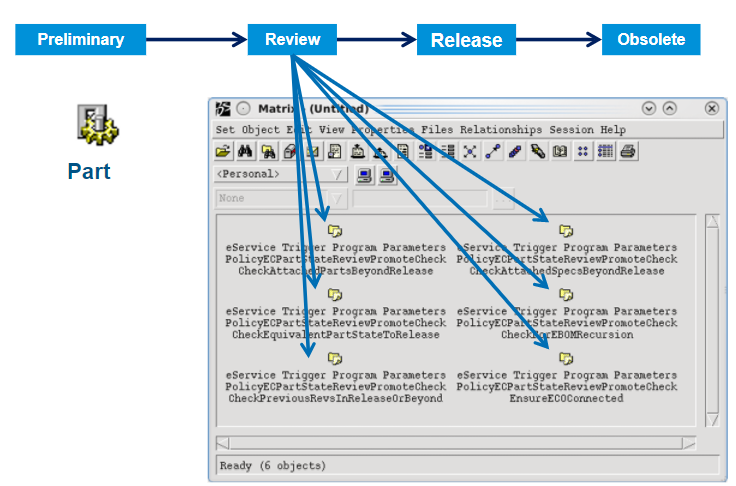 Preliminary
Review
Release
Obsolete
Part
Matrix (Untitled)
Set Object Edit View Properties Files Relationships Session Help
<Personal>
None
eService Trigger Program Parameters
PolicyECPartStateReviewPromoteCheck
CheckAttachedPartsBeyondRelease
eService Trigger Program Parameters
PolicyECPartStateReviewPromoteCheck
CheckAttachedSpecsBeyondRelease
eService Trigger Program Parameters
PolicyECPartStateReviewPromoteCheck
CheckEquivalentPartStateToRelease
eService Trigger Program Parameters
PolicyECPartStateReviewPromoteCheck
CheckForEBOMRecursion
eService Trigger Program Parameters
PolicyECPartStateReviewPromoteCheck
CheckPreviousRevsInReleaseOrBeyond
eService Trigger Program Parameters
PolicyECPartStateReviewPromoteCheck
EnsureECOConnected
Ready (6 objects)